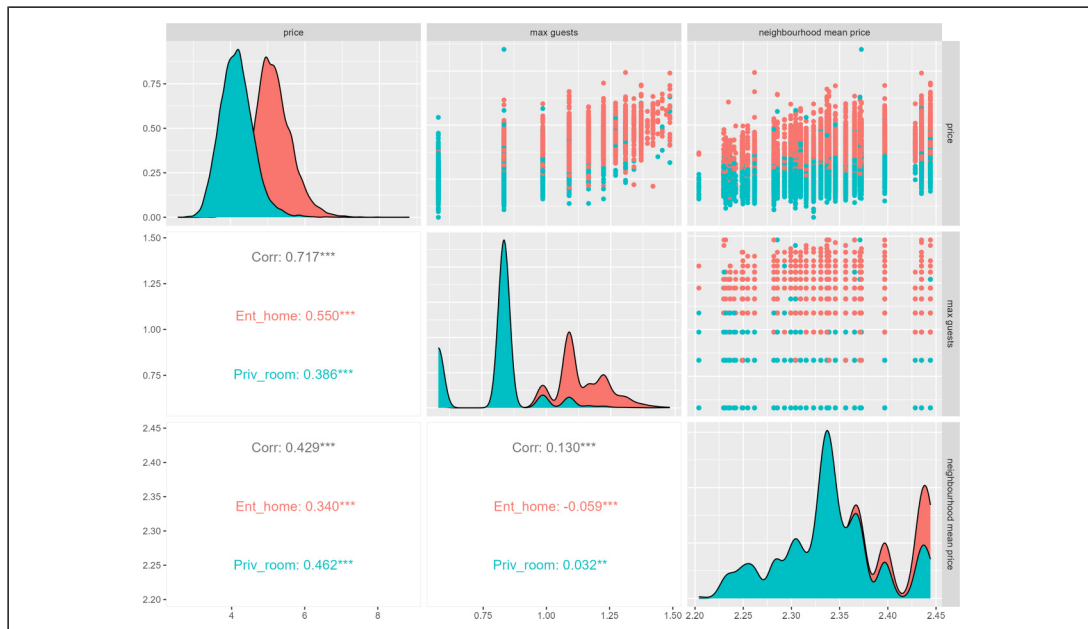 price
max guests
neighbourhood mean price
0.75
0.50
0.25
0.00
price
1.50
1.25
1.00
0.75
Corr: 0.717***
Ent_home: 0.550***
Priv_room: 0.386***
max guests
2.45
2.40
2.35
2.30
2.25
2.20
Corr: 0.429***
Ent_home: 0.340***
Priv_room: 0.462***
Corr: 0.130***
Ent_home: -0.059***
Priv_room: 0.032**
neighbourhood mean price
4 6 8
0.75 1.00 1.25 1.50
2.20 2.25 2.30 2.35 2.40 2.45